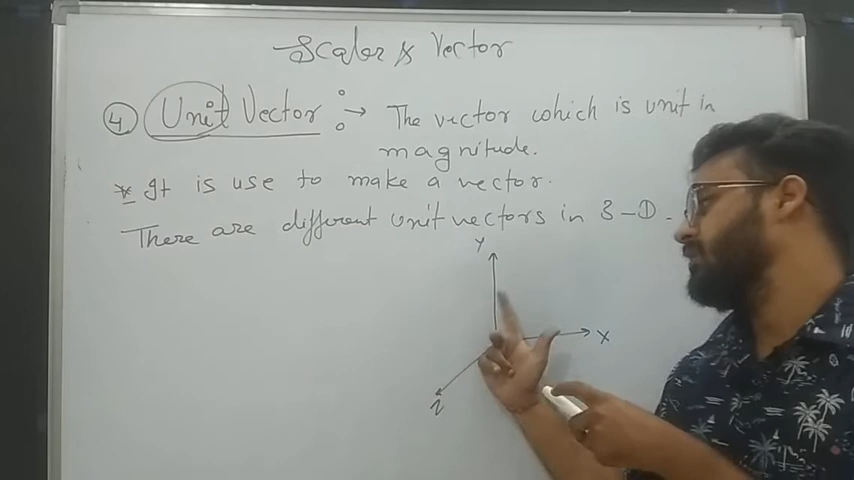 Scaler & Vector
4 Unit Vector :→ The vector which is unit in
magnitude.
* It is use to make a vector.
There are different unit vectors in 3-D.
Y
X
Z